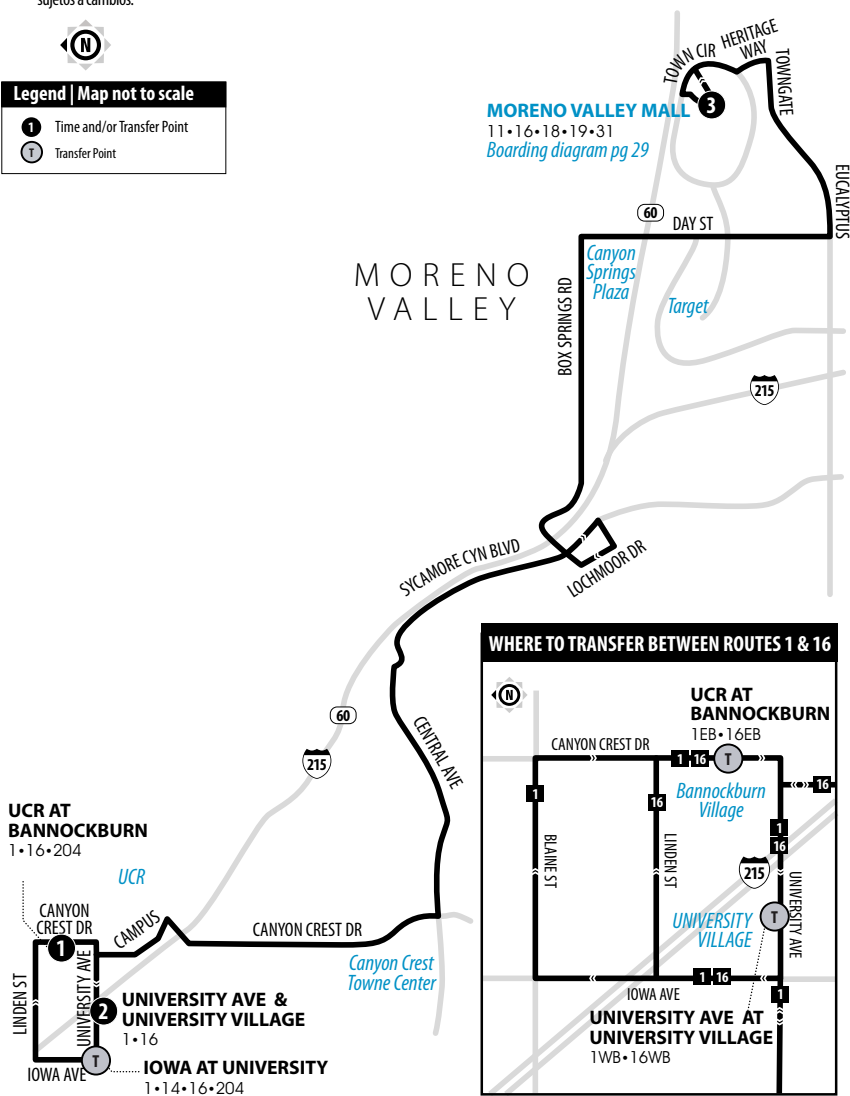 sujetos a cambios.
N
Legend | Map not to scale
1 Time and/or Transfer Point
T Transfer Point
TOWN CIR
HERITAGE
WAY
TOWNGATE
3
MORENO VALLEY MALL
11•16•18•19•31
Boarding diagram pg 29
EUCALYPTUS
60
DAY ST
MORENO
VALLEY
Canyon
Springs
Plaza
Target
BOX SPRINGS RD
215
SYCAMORE CYN BLVD
LOCHMOOR DR
60
215
CENTRAL AVE
UCR AT
BANNOCKBURN
1•16•204
UCR
CANYON
CREST DR
CAMPUS
CANYON CREST DR
1
Canyon Crest
Towne Center
LINDEN ST
UNIVERSITY AVE
2
UNIVERSITY AVE &
UNIVERSITY VILLAGE
1•16
T
IOWA AVE
IOWA AT UNIVERSITY
1•14•16•204
WHERE TO TRANSFER BETWEEN ROUTES 1 & 16
N
UCR AT
BANNOCKBURN
1EB•16EB
CANYON CREST DR
1 16
T
Bannockburn
Village
16
1
16
1
16
BLAINE ST
LINDEN ST
215
UNIVERSITY AVE
UNIVERSITY
VILLAGE
T
1 16
IOWA AVE
1
UNIVERSITY AVE AT
UNIVERSITY VILLAGE
1WB•16WB